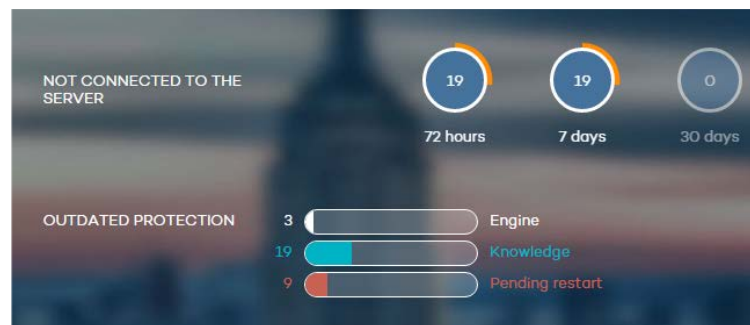 19 19 0
NOT CONNECTED TO THE
SERVER
72 hours 7 days 30 days
OUTDATED PROTECTION 3 Engine
19 Knowledge
9 Pending restart